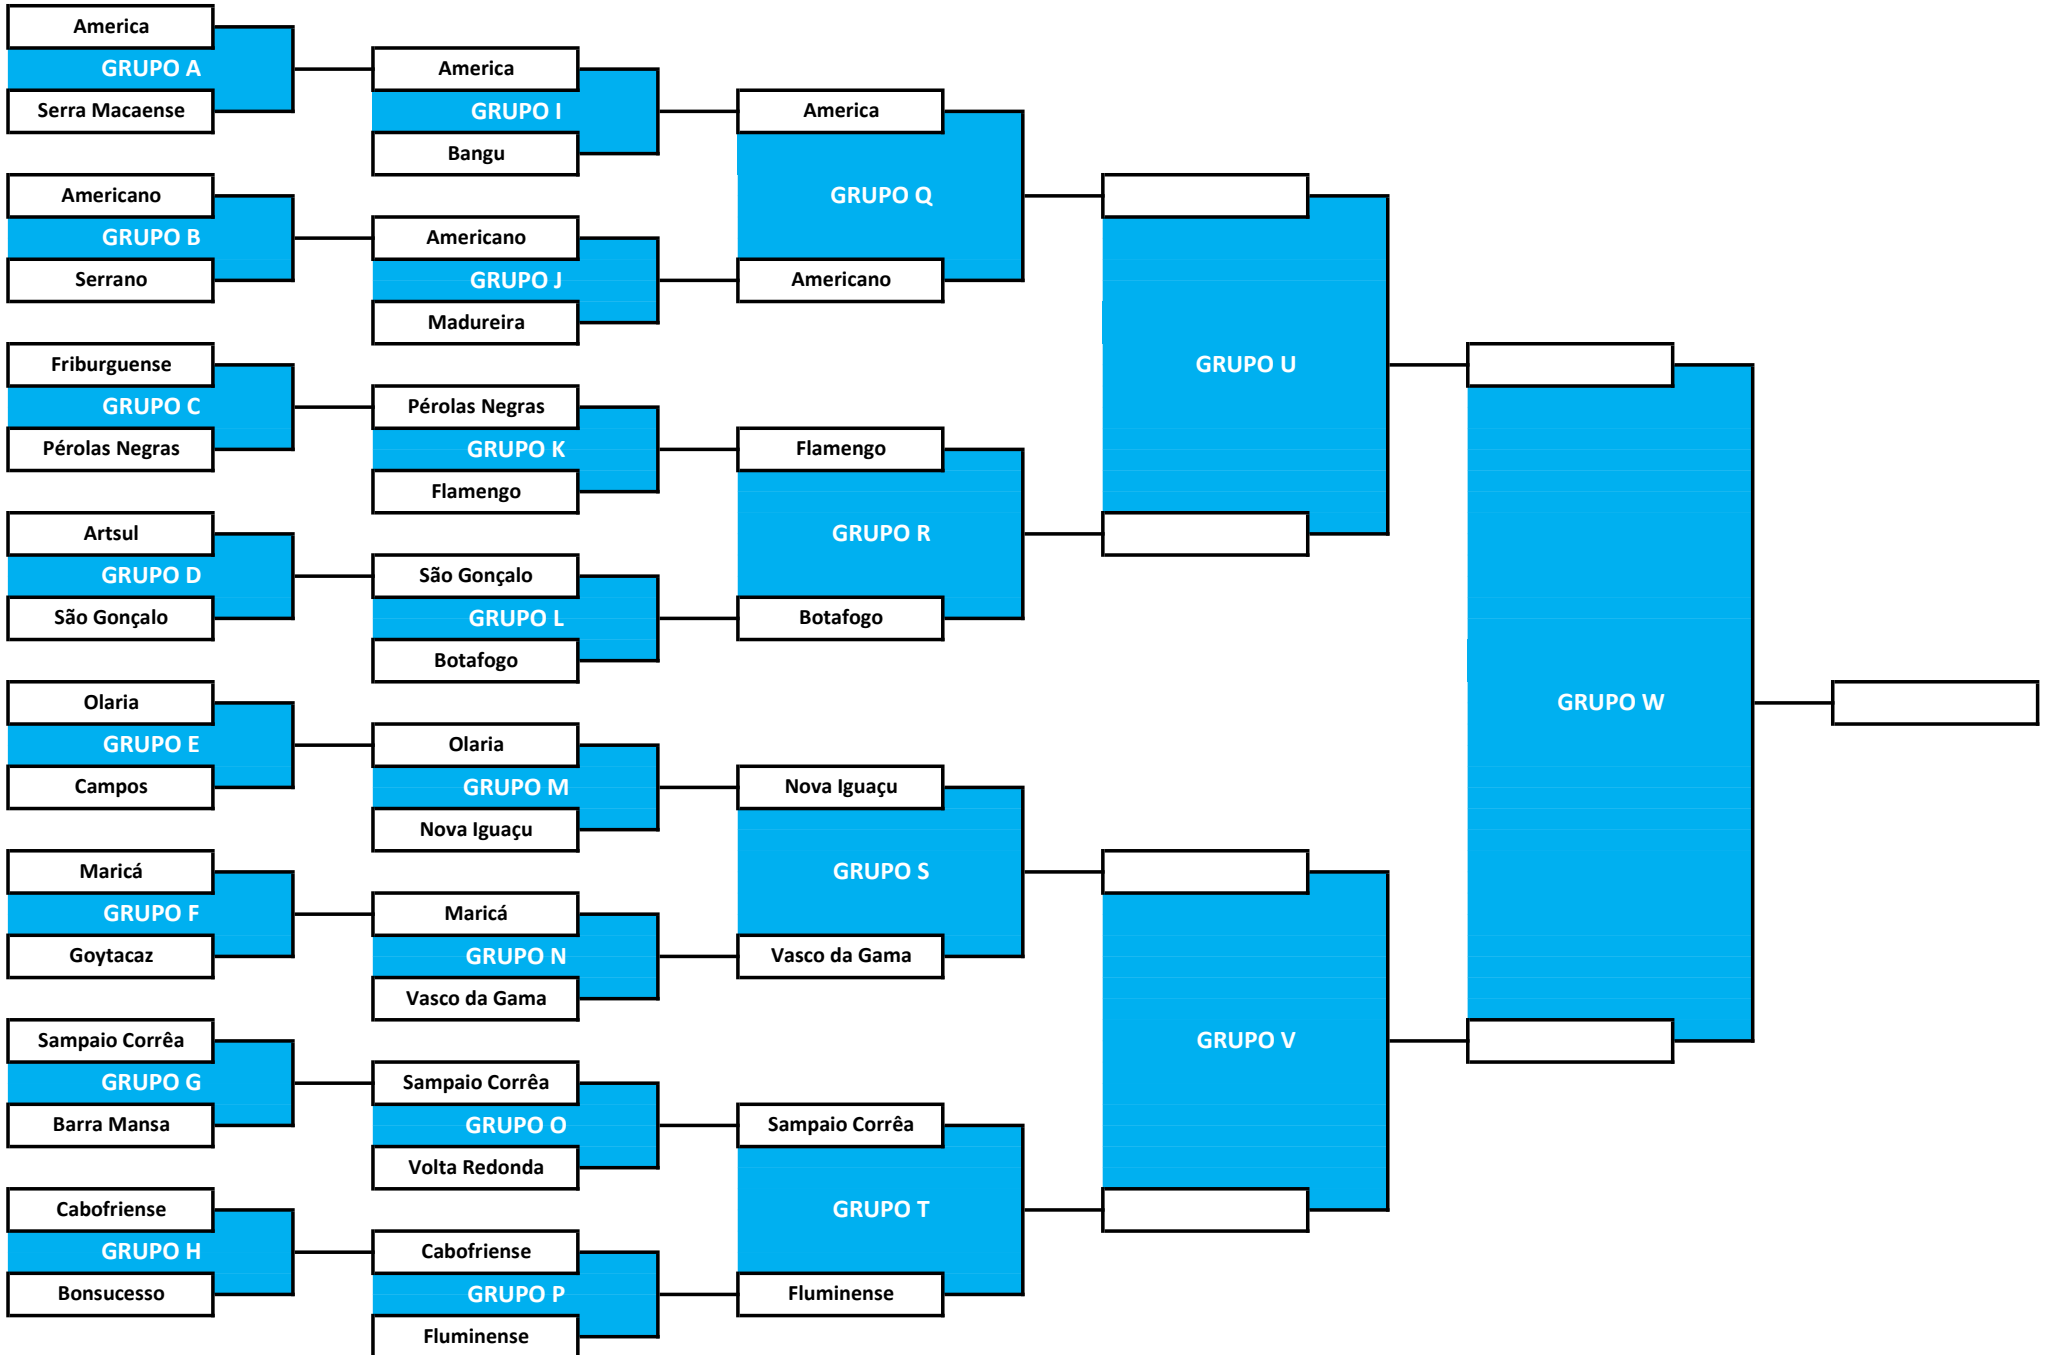 America
GRUPO A
Serra Macaense
Americano
GRUPO B
Serrano
Friburguense
GRUPO C
Pérolas Negras
Artsul
GRUPO D
São Gonçalo
Olaria
GRUPO E
Campos
Maricá
GRUPO F
Goytacaz
Sampaio Corrêa
GRUPO G
Barra Mansa
Cabofriense
GRUPO H
Bonsucesso
America
GRUPO I
Bangu
Americano
GRUPO J
Madureira
Pérolas Negras
GRUPO K
Flamengo
São Gonçalo
GRUPO L
Botafogo
Olaria
GRUPO M
Nova Iguaçu
Maricá
GRUPO N
Vasco da Gama
Sampaio Corrêa
GRUPO O
Volta Redonda
Cabofriense
GRUPO P
Fluminense
America
GRUPO Q
Americano
Flamengo
GRUPO R
Botafogo
Nova Iguaçu
GRUPO S
Vasco da Gama
Sampaio Corrêa
GRUPO T
Fluminense
GRUPO U
GRUPO V
GRUPO W